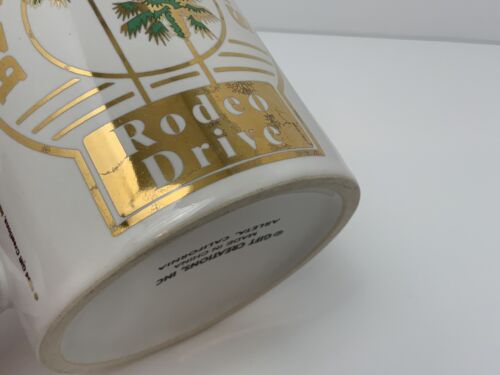 Rodeo
Drive
© GIFT CREATIONS, INC
MADE IN CHINA
ARLETA, CALIFORNIA